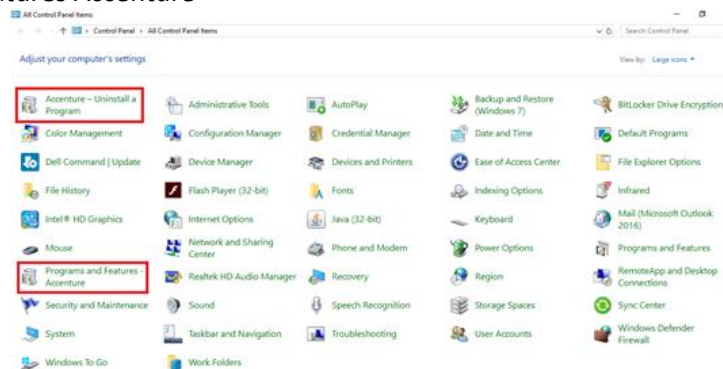 tures Accenture
All Control Panel Items
Control Panel > All Control Panel Items
Search Control Panel
Adjust your computer's settings
View by: Large icons
Accenture – Uninstall a
Program
Administrative Tools
AutoPlay
Backup and Restore
(Windows 7)
BitLocker Drive Encryption
Color Management
Configuration Manager
Credential Manager
Date and Time
Default Programs
Dell Command | Update
Device Manager
Devices and Printers
Ease of Access Center
File Explorer Options
File History
Flash Player (32-bit)
Fonts
Indexing Options
Infrared
Intel® HD Graphics
Internet Options
Java (32-bit)
Keyboard
Mail (Microsoft Outlook
2016)
Mouse
Network and Sharing
Center
Phone and Modem
Power Options
Programs and Features
Programs and Features –
Accenture
Realtek HD Audio Manager
Recovery
Region
RemoteApp and Desktop
Connections
Security and Maintenance
Sound
Speech Recognition
Storage Spaces
Sync Center
System
Taskbar and Navigation
Troubleshooting
User Accounts
Windows Defender
Firewall
Windows To Go
Work Folders